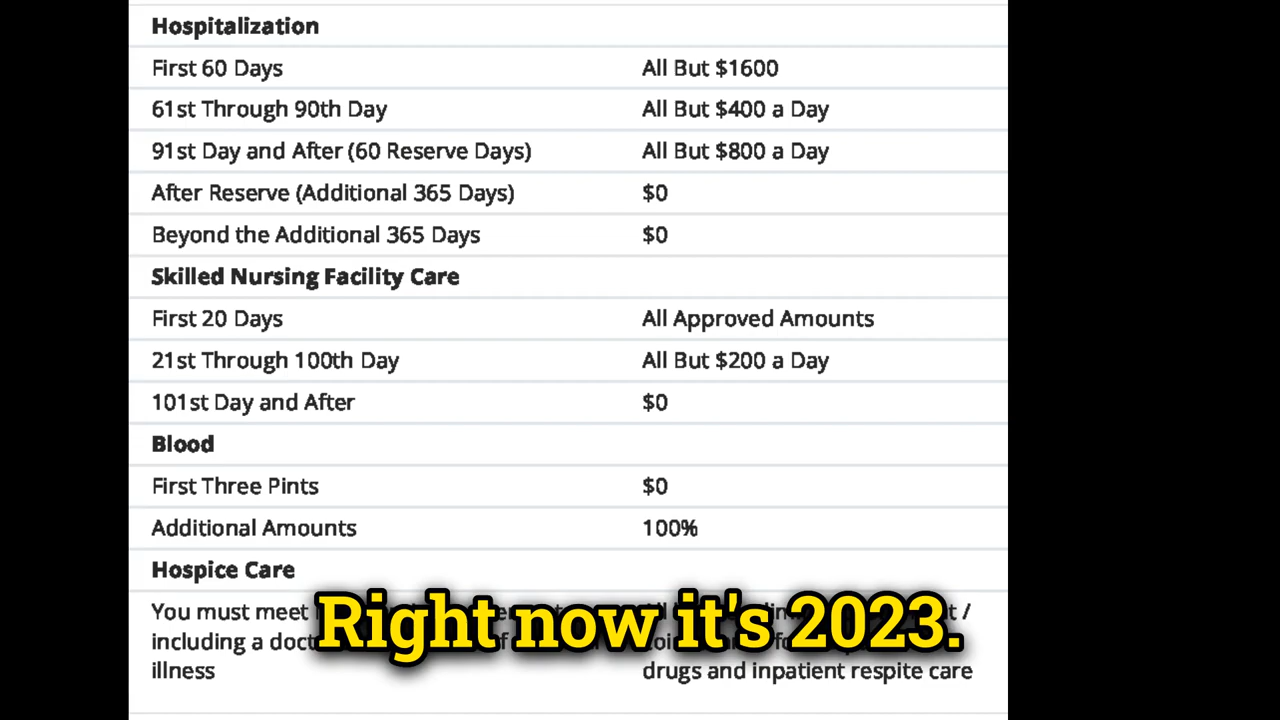 Hospitalization
First 60 Days All But $1600
61st Through 90th Day All But $400 a Day
91st Day and After (60 Reserve Days) All But $800 a Day
After Reserve (Additional 365 Days) $0
Beyond the Additional 365 Days $0
Skilled Nursing Facility Care
First 20 Days All Approved Amounts
21st Through 100th Day All But $200 a Day
101st Day and After $0
Blood
First Three Pints $0
Additional Amounts 100%
Hospice Care
You must meet /
including a
illness drugs and inpatient respite care
Right now it's 2023.